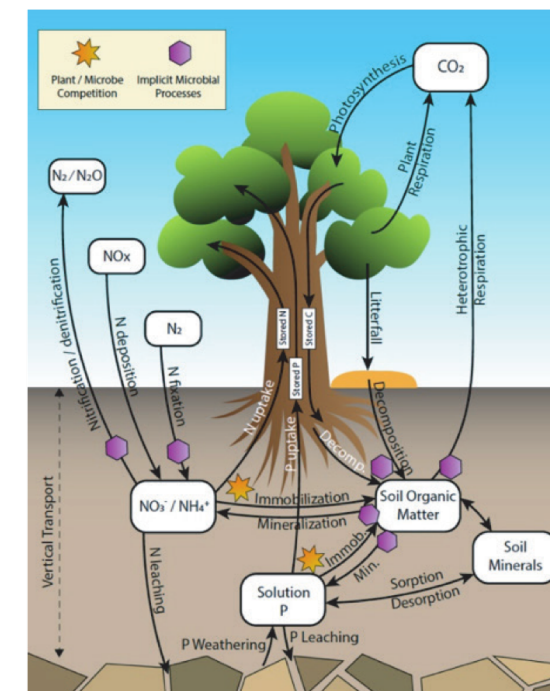 Plant / Microbe
Competition
Implicit Microbial
Processes
CO₂
Photosynthesis
Plant
Respiration
N₂/N₂O
NOx
N₂
Heterotrophic
Respiration
Litterfall
Nitrification / denitrification
N deposition
N fixation
Stored N
Stored C
Stored P
Decomposition
N uptake
P uptake
Decomp.
Vertical Transport
NO₃⁻/ NH₄⁺
Immobilization
Mineralization
Soil Organic
Matter
Immob.
Min.
Soil
Minerals
Sorption
Desorption
N leaching
Solution
P
P Weathering
P Leaching